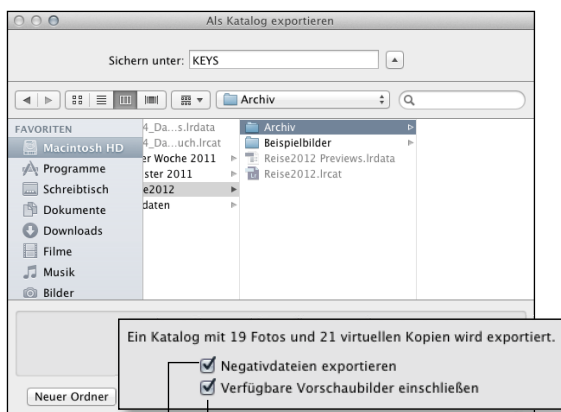 Als Katalog exportieren
Sichern unter: KEYS
Archiv
FAVORITEN
Macintosh HD
Programme
Schreibtisch
Dokumente
Downloads
Filme
Musik
Bilder
4_Da...s.lrdata
4_Da...uch.lrcat
er Woche 2011
ster 2011
e2012
daten
Archiv
Beispielbilder
Reise2012 Previews.lrdata
Reise2012.lrcat
Ein Katalog mit 19 Fotos und 21 virtuellen Kopien wird exportiert.
Negativdateien exportieren
Verfügbare Vorschaubilder einschließen
Neuer Ordner